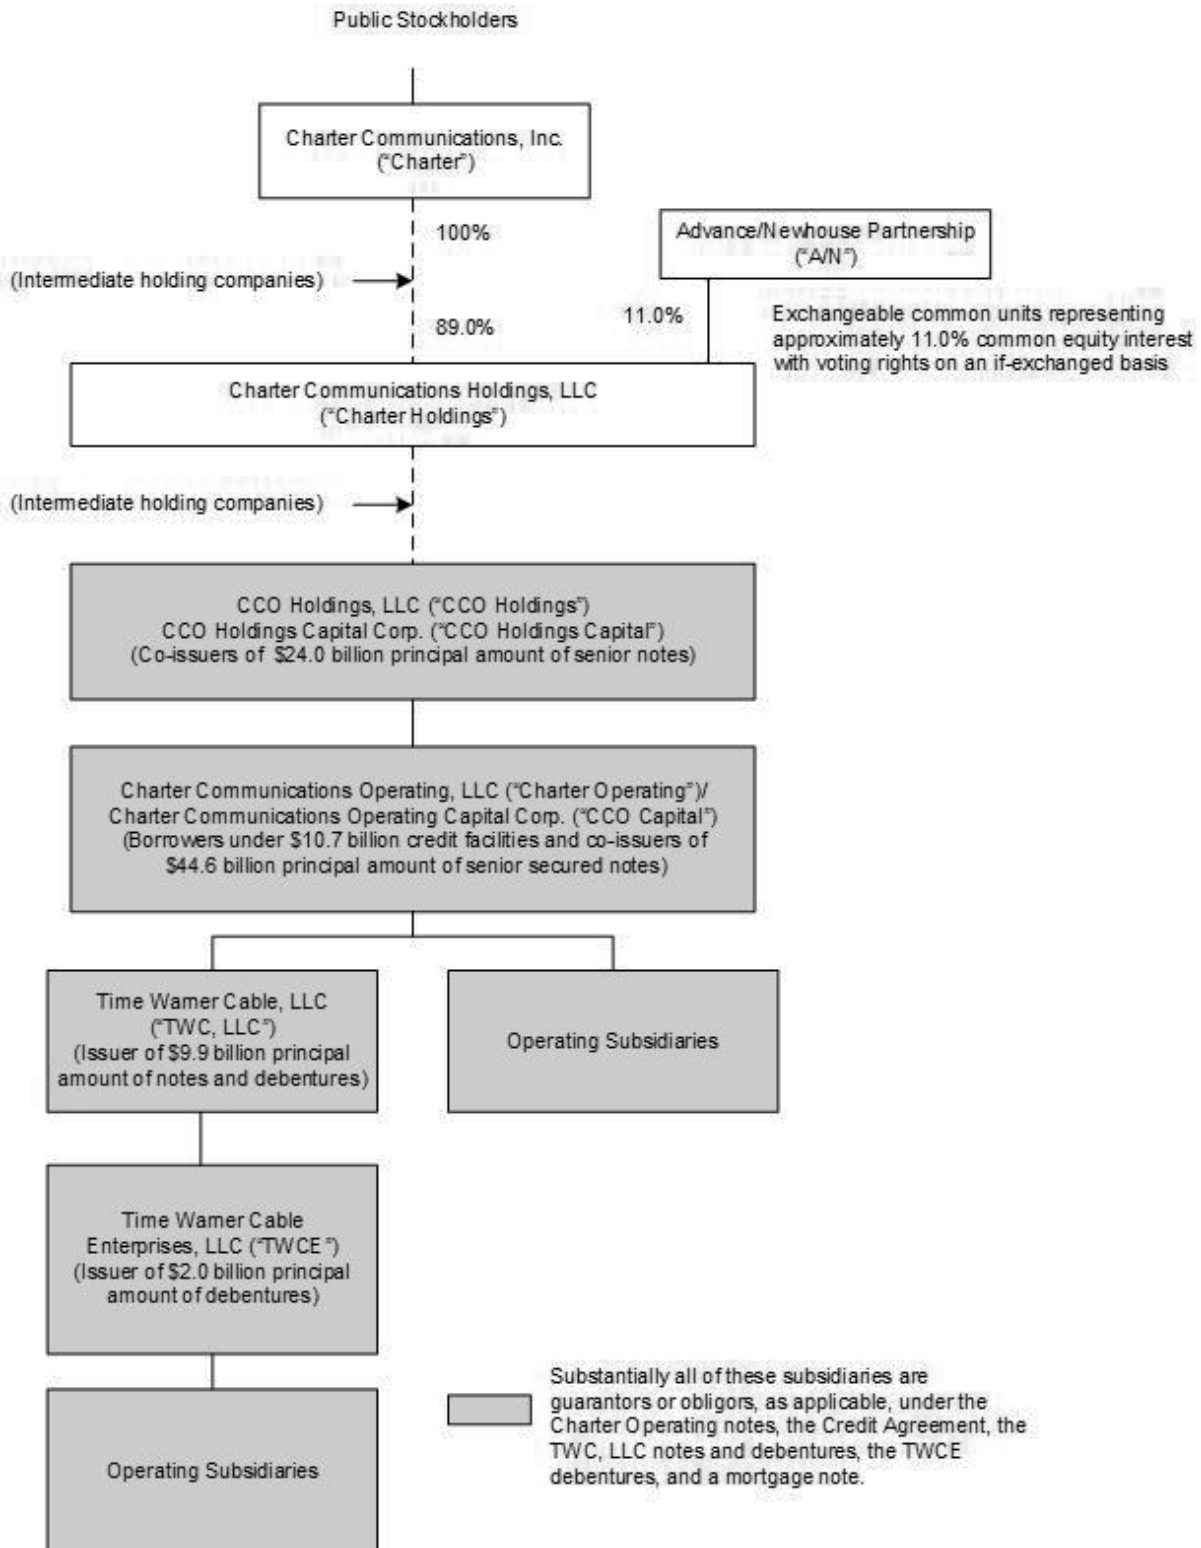 Public Stockholders
Charter Communications, Inc.
("Charter")
100%
Advance/Newhouse Partnership
("A/N")
(Intermediate holding companies)
89.0%
11.0%
Exchangeable common units representing
approximately 11.0% common equity interest
with voting rights on an if-exchanged basis
Charter Communications Holdings, LLC
("Charter Holdings")
(Intermediate holding companies)
CCO Holdings, LLC ("CCO Holdings")
CCO Holdings Capital Corp. ("CCO Holdings Capital")
(Co-issuers of $24.0 billion principal amount of senior notes)
Charter Communications Operating, LLC ("Charter Operating")/
Charter Communications Operating Capital Corp. ("CCO Capital")
(Borrowers under $10.7 billion credit facilities and co-issuers of
$44.6 billion principal amount of senior secured notes)
Time Warner Cable, LLC
("TWC, LLC")
(Issuer of $9.9 billion principal
amount of notes and debentures)
Operating Subsidiaries
Time Warner Cable
Enterprises, LLC ("TWCE")
(Issuer of $2.0 billion principal
amount of debentures)
Operating Subsidiaries
Substantially all of these subsidiaries are
guarantors or obligors, as applicable, under the
Charter Operating notes, the Credit Agreement, the
TWC, LLC notes and debentures, the TWCE
debentures, and a mortgage note.